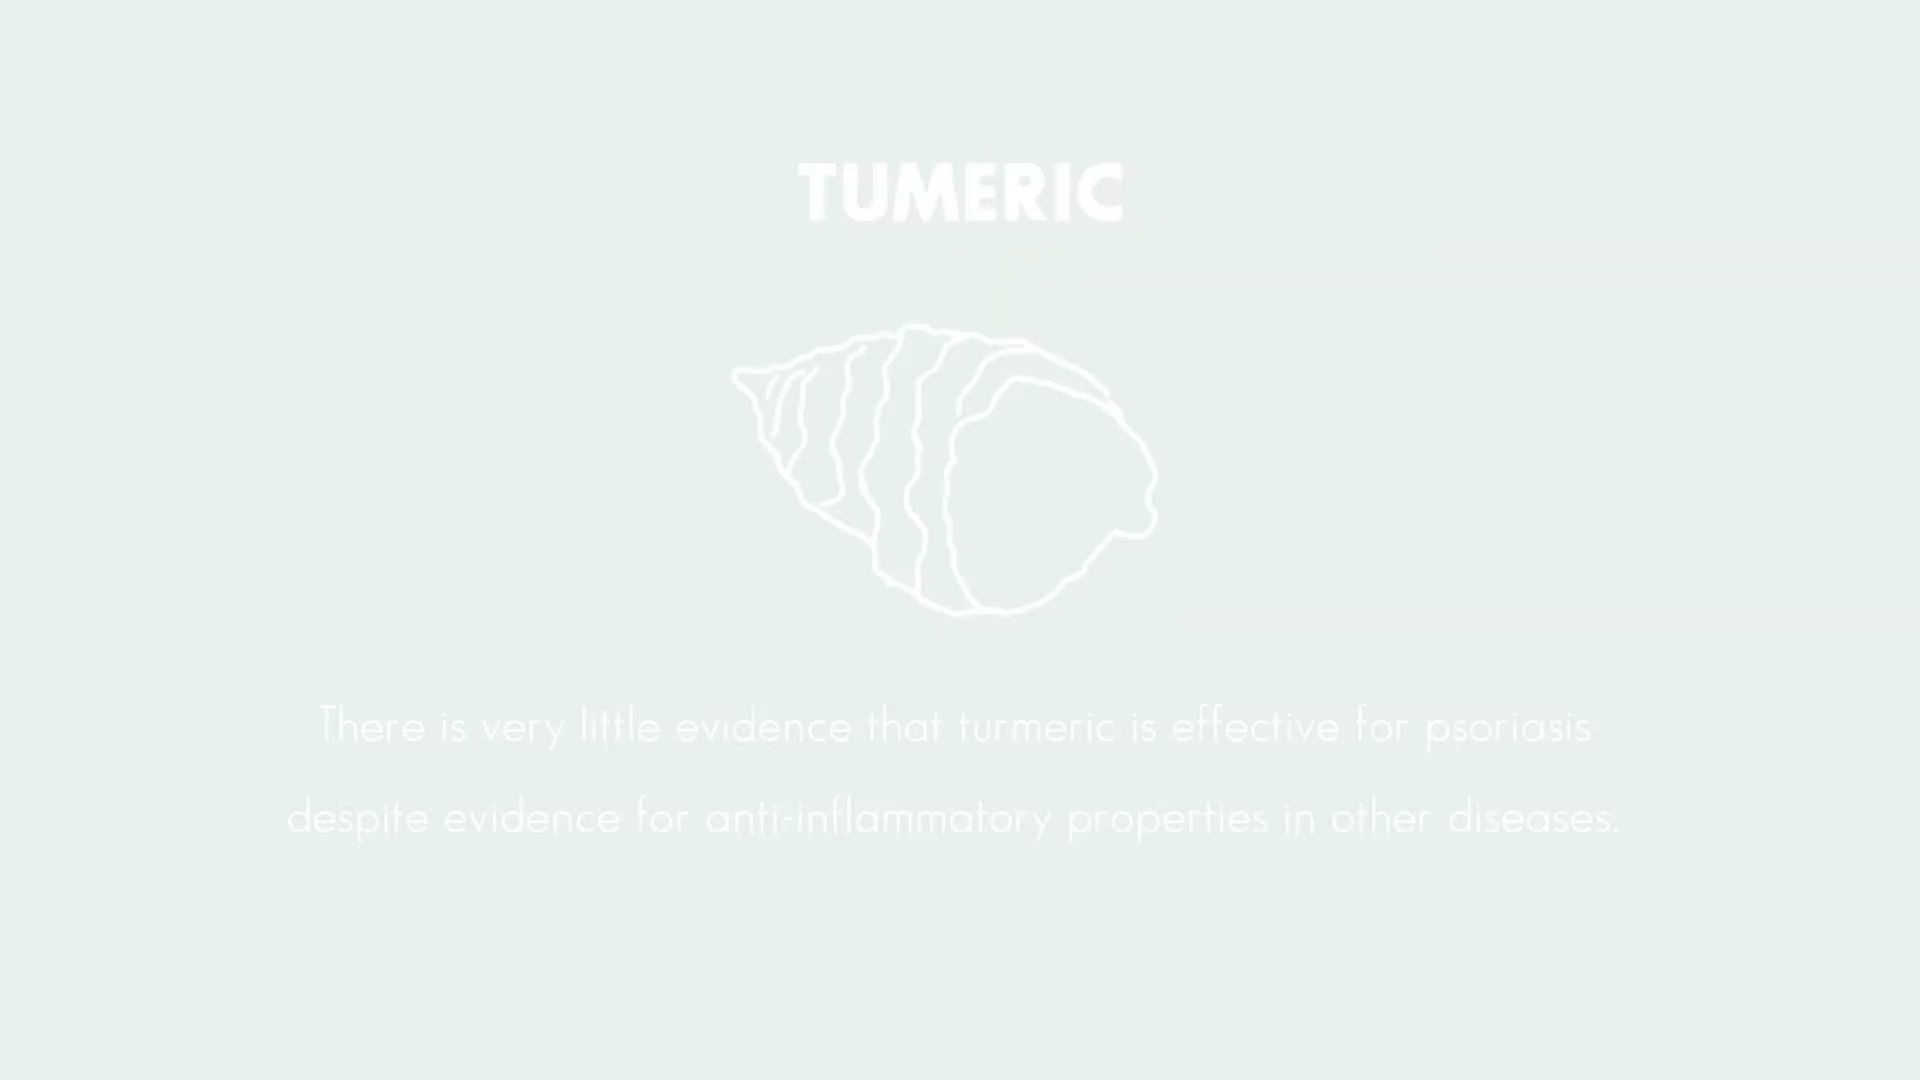 TUMERIC
There is very little evidence that turmeric is effective for psoriasis
despite evidence for anti-inflammatory properties in other diseases.